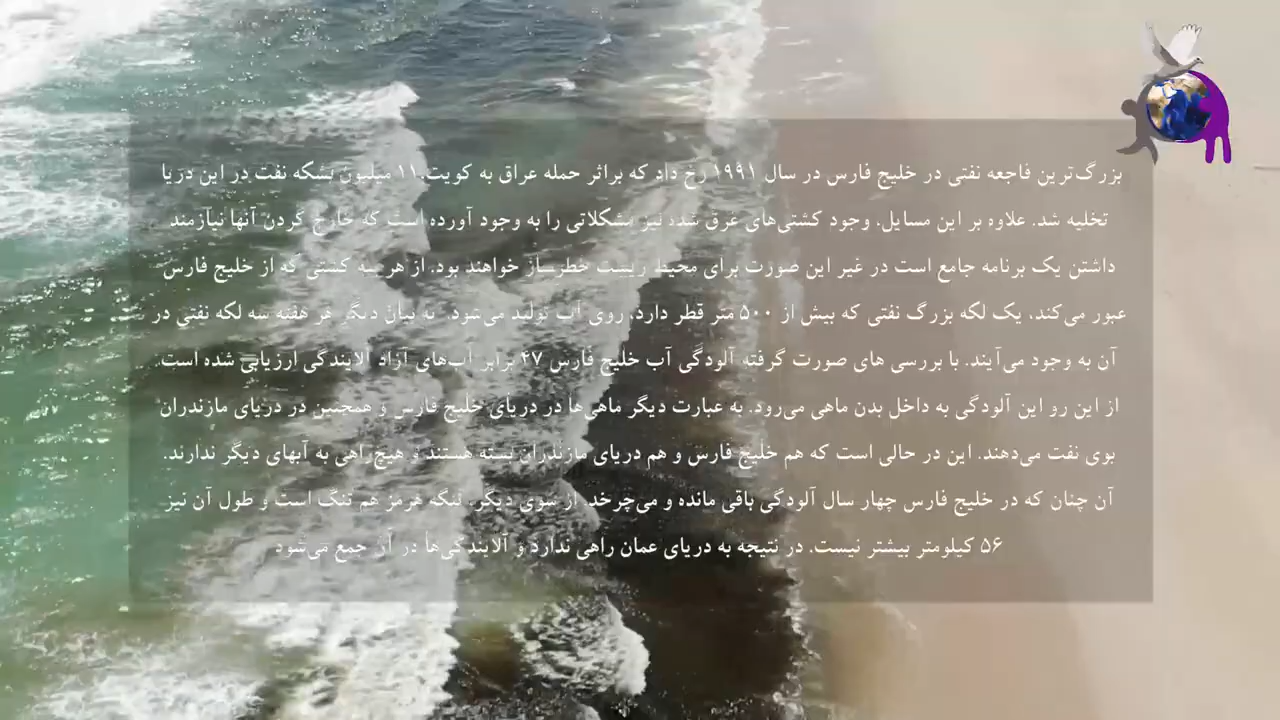 بزرگ‌ترین فاجعه نفتی در خلیج فارس در سال ۱۹۹۱ رخ داد که براثر حمله عراق به کویت،۱۱ میلیون بشکه نفت در این دریا
تخلیه شد. علاوه بر این مسایل، وجود کشتی‌های غرق شده نیز مشکلاتی را به وجود آورده است که خارج کردن آنها نیازمند
داشتن یک برنامه جامع است در غیر این صورت برای محیط زیست خطرساز خواهند بود. از هر سه کشتی که از خلیج فارس
عبور می‌کند، یک لکه بزرگ نفتی که بیش از ۵۰۰ متر قطر دارد، روی آب تولید می‌شود. به بیان دیگر هر هفته سه لکه نفتی در
آن به وجود می‌آیند. با بررسی های صورت گرفته آلودگی آب خلیج فارس ۴۷ برابر آب‌های آزاد آلایندگی ارزیابی شده است.
از این رو این آلودگی به داخل بدن ماهی می‌رود. به عبارت دیگر ماهی‌ها در دریای خلیج فارس و همچنین در دریای مازندران
بوی نفت می‌دهند. این در حالی است که هم خلیج فارس و هم دریای مازندران بسته هستند و هیچ‌راهی به آبهای دیگر ندارند.
آن چنان که در خلیج فارس چهار سال آلودگی باقی مانده و می‌چرخد. از سوی دیگر، تنگه هرمز هم تنگ است و طول آن نیز
۵۶ کیلومتر بیشتر نیست. در نتیجه به دریای عمان راهی ندارد و آلایندگی‌ها در آن جمع می‌شود